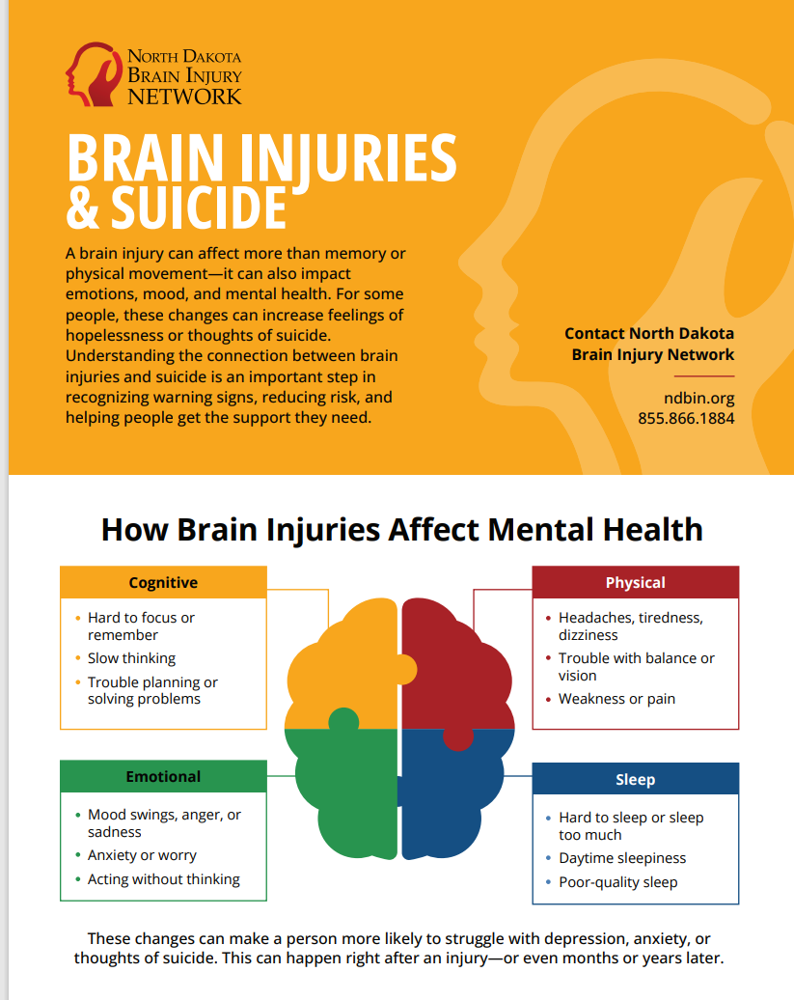 NORTH DAKOTA
BRAIN INJURY
NETWORK
BRAIN INJURIES
& SUICIDE
A brain injury can affect more than memory or
physical movement—it can also impact
emotions, mood, and mental health. For some
people, these changes can increase feelings of
hopelessness or thoughts of suicide.
Understanding the connection between brain
injuries and suicide is an important step in
recognizing warning signs, reducing risk, and
helping people get the support they need.
Contact North Dakota
Brain Injury Network
ndbin.org
855.866.1884
How Brain Injuries Affect Mental Health
Cognitive
• Hard to focus or
remember
• Slow thinking
• Trouble planning or
solving problems
Physical
• Headaches, tiredness,
dizziness
• Trouble with balance or
vision
• Weakness or pain
Emotional
• Mood swings, anger, or
sadness
• Anxiety or worry
• Acting without thinking
Sleep
• Hard to sleep or sleep
too much
• Daytime sleepiness
• Poor-quality sleep
These changes can make a person more likely to struggle with depression, anxiety, or
thoughts of suicide. This can happen right after an injury—or even months or years later.